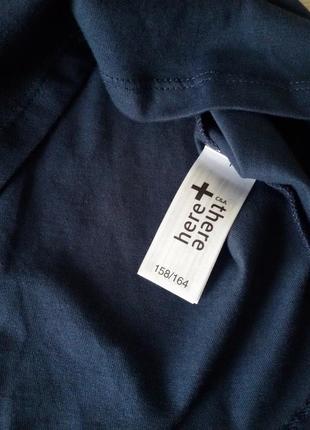 here
+ there
C&A
158/164